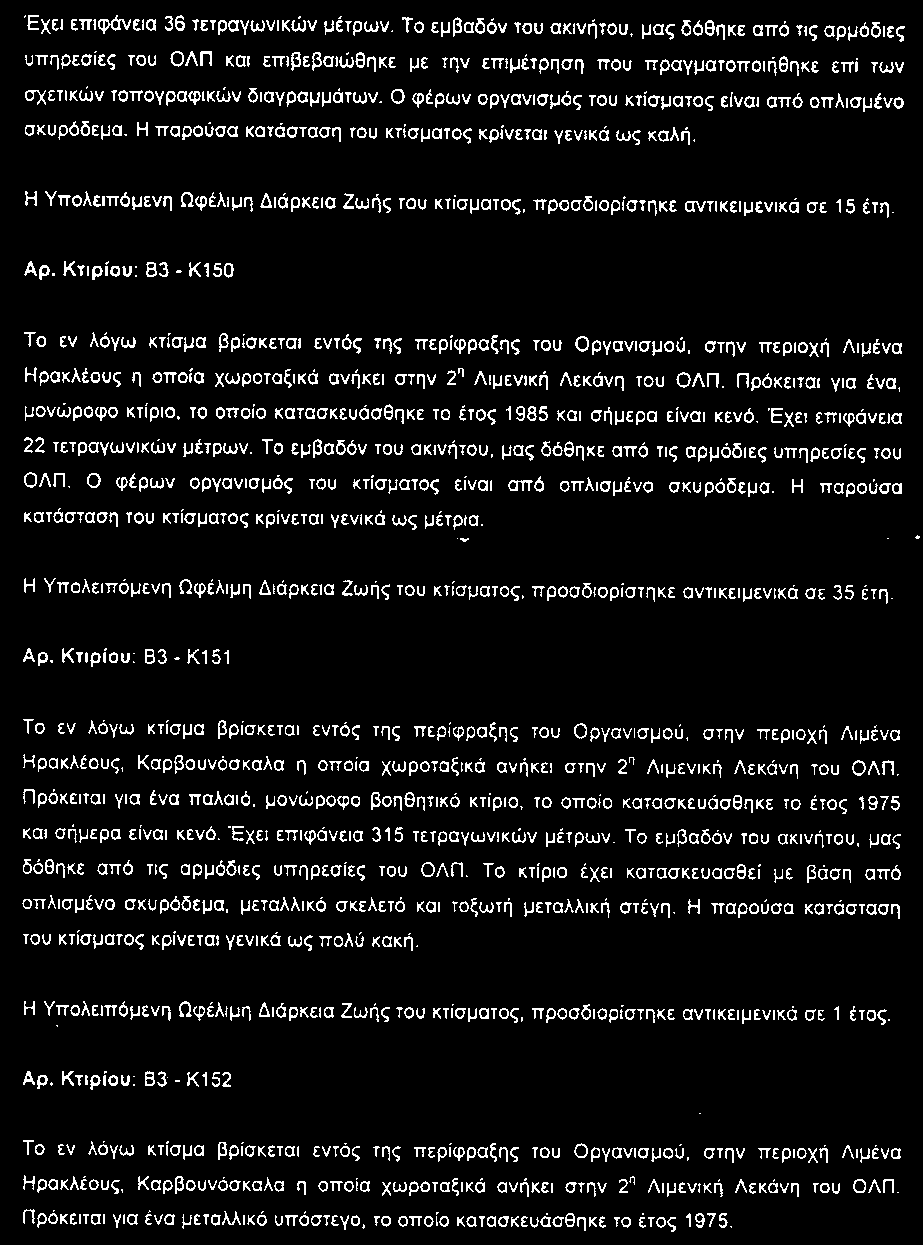 Έχει επιφάνεια 36 τετραγωνικών μέτρων. Το εμβαδόν του ακινήτου, μας δόθηκε από τις αρμόδιες
υπηρεσίες του ΟΛΠ και επιβεβαιώθηκε με την επιμέτρηση που πραγματοποιήθηκε επί των
σχετικών τοπογραφικών διαγραμμάτων. Ο φέρων οργανισμός του κτίσματος είναι από οπλισμένο
σκυρόδεμα. Η παρούσα κατάσταση του κτίσματος κρίνεται γενικά ως καλή.
Η Υπολειπόμενη Ωφέλιμη Διάρκεια Ζωής του κτίσματος, προσδιορίστηκε αντικειμενικά σε 15 έτη.
Αρ. Κτιρίου: Β3 - Κ150
Το εν λόγω κτίσμα βρίσκεται εντός της περίφραξης του Οργανισμού, στην περιοχή Λιμένα
Ηρακλέους η οποία χωροταξικά ανήκει στην 2η Λιμενική Λεκάνη του ΟΛΠ. Πρόκειται για ένα,
μονώροφο κτίριο, το οποίο κατασκευάσθηκε το έτος 1985 και σήμερα είναι κενό. Έχει επιφάνεια
22 τετραγωνικών μέτρων. Το εμβαδόν του ακινήτου, μας δόθηκε από τις αρμόδιες υπηρεσίες του
ΟΛΠ. Ο φέρων οργανισμός του κτίσματος είναι από οπλισμένο σκυρόδεμα. Η παρούσα
κατάσταση του κτίσματος κρίνεται γενικά ως μέτρια.
Η Υπολειπόμενη Ωφέλιμη Διάρκεια Ζωής του κτίσματος, προσδιορίστηκε αντικειμενικά σε 35 έτη.
Αρ. Κτιρίου: Β3 - Κ151
Το εν λόγω κτίσμα βρίσκεται εντός της περίφραξης του Οργανισμού, στην περιοχή Λιμένα
Ηρακλέους, Καρβουνόσκαλα η οποία χωροταξικά ανήκει στην 2η Λιμενική Λεκάνη του ΟΛΠ.
Πρόκειται για ένα παλαιό, μονώροφο βοηθητικό κτίριο, το οποίο κατασκευάσθηκε το έτος 1975
και σήμερα είναι κενό. Έχει επιφάνεια 315 τετραγωνικών μέτρων. Το εμβαδόν του ακινήτου, μας
δόθηκε από τις αρμόδιες υπηρεσίες του ΟΛΠ. Το κτίριο έχει κατασκευασθεί με βάση από
οπλισμένο σκυρόδεμα, μεταλλικό σκελετό και τοξωτή μεταλλική στέγη. Η παρούσα κατάσταση
του κτίσματος κρίνεται γενικά ως πολύ κακή.
Η Υπολειπόμενη Ωφέλιμη Διάρκεια Ζωής του κτίσματος, προσδιορίστηκε αντικειμενικά σε 1 έτος.
Αρ. Κτιρίου: Β3 - Κ152
Το εν λόγω κτίσμα βρίσκεται εντός της περίφραξης του Οργανισμού, στην περιοχή Λιμένα
Ηρακλέους, Καρβουνόσκαλα η οποία χωροταξικά ανήκει στην 2η Λιμενική Λεκάνη του ΟΛΠ.
Πρόκειται για ένα μεταλλικό υπόστεγο, το οποίο κατασκευάσθηκε το έτος 1975.